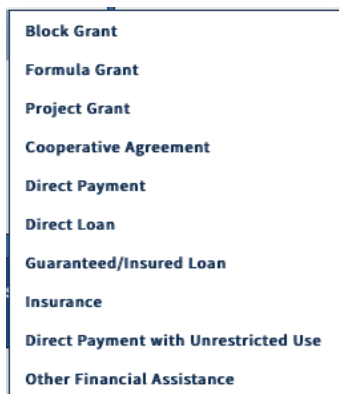 Block Grant
Formula Grant
Project Grant
Cooperative Agreement
Direct Payment
Direct Loan
Guaranteed/Insured Loan
Insurance
Direct Payment with Unrestricted Use
Other Financial Assistance